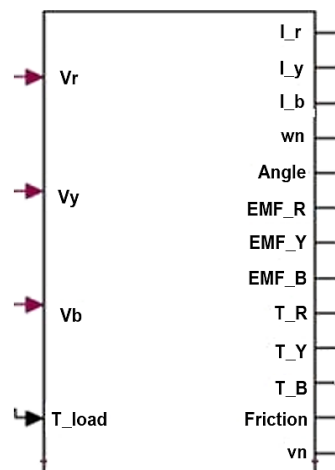 I_r
I_y
Vr
I_b
wn
Angle
Vy
EMF_R
EMF_Y
EMF_B
Vb
T_R
T_Y
T_B
T_load
Friction
vn